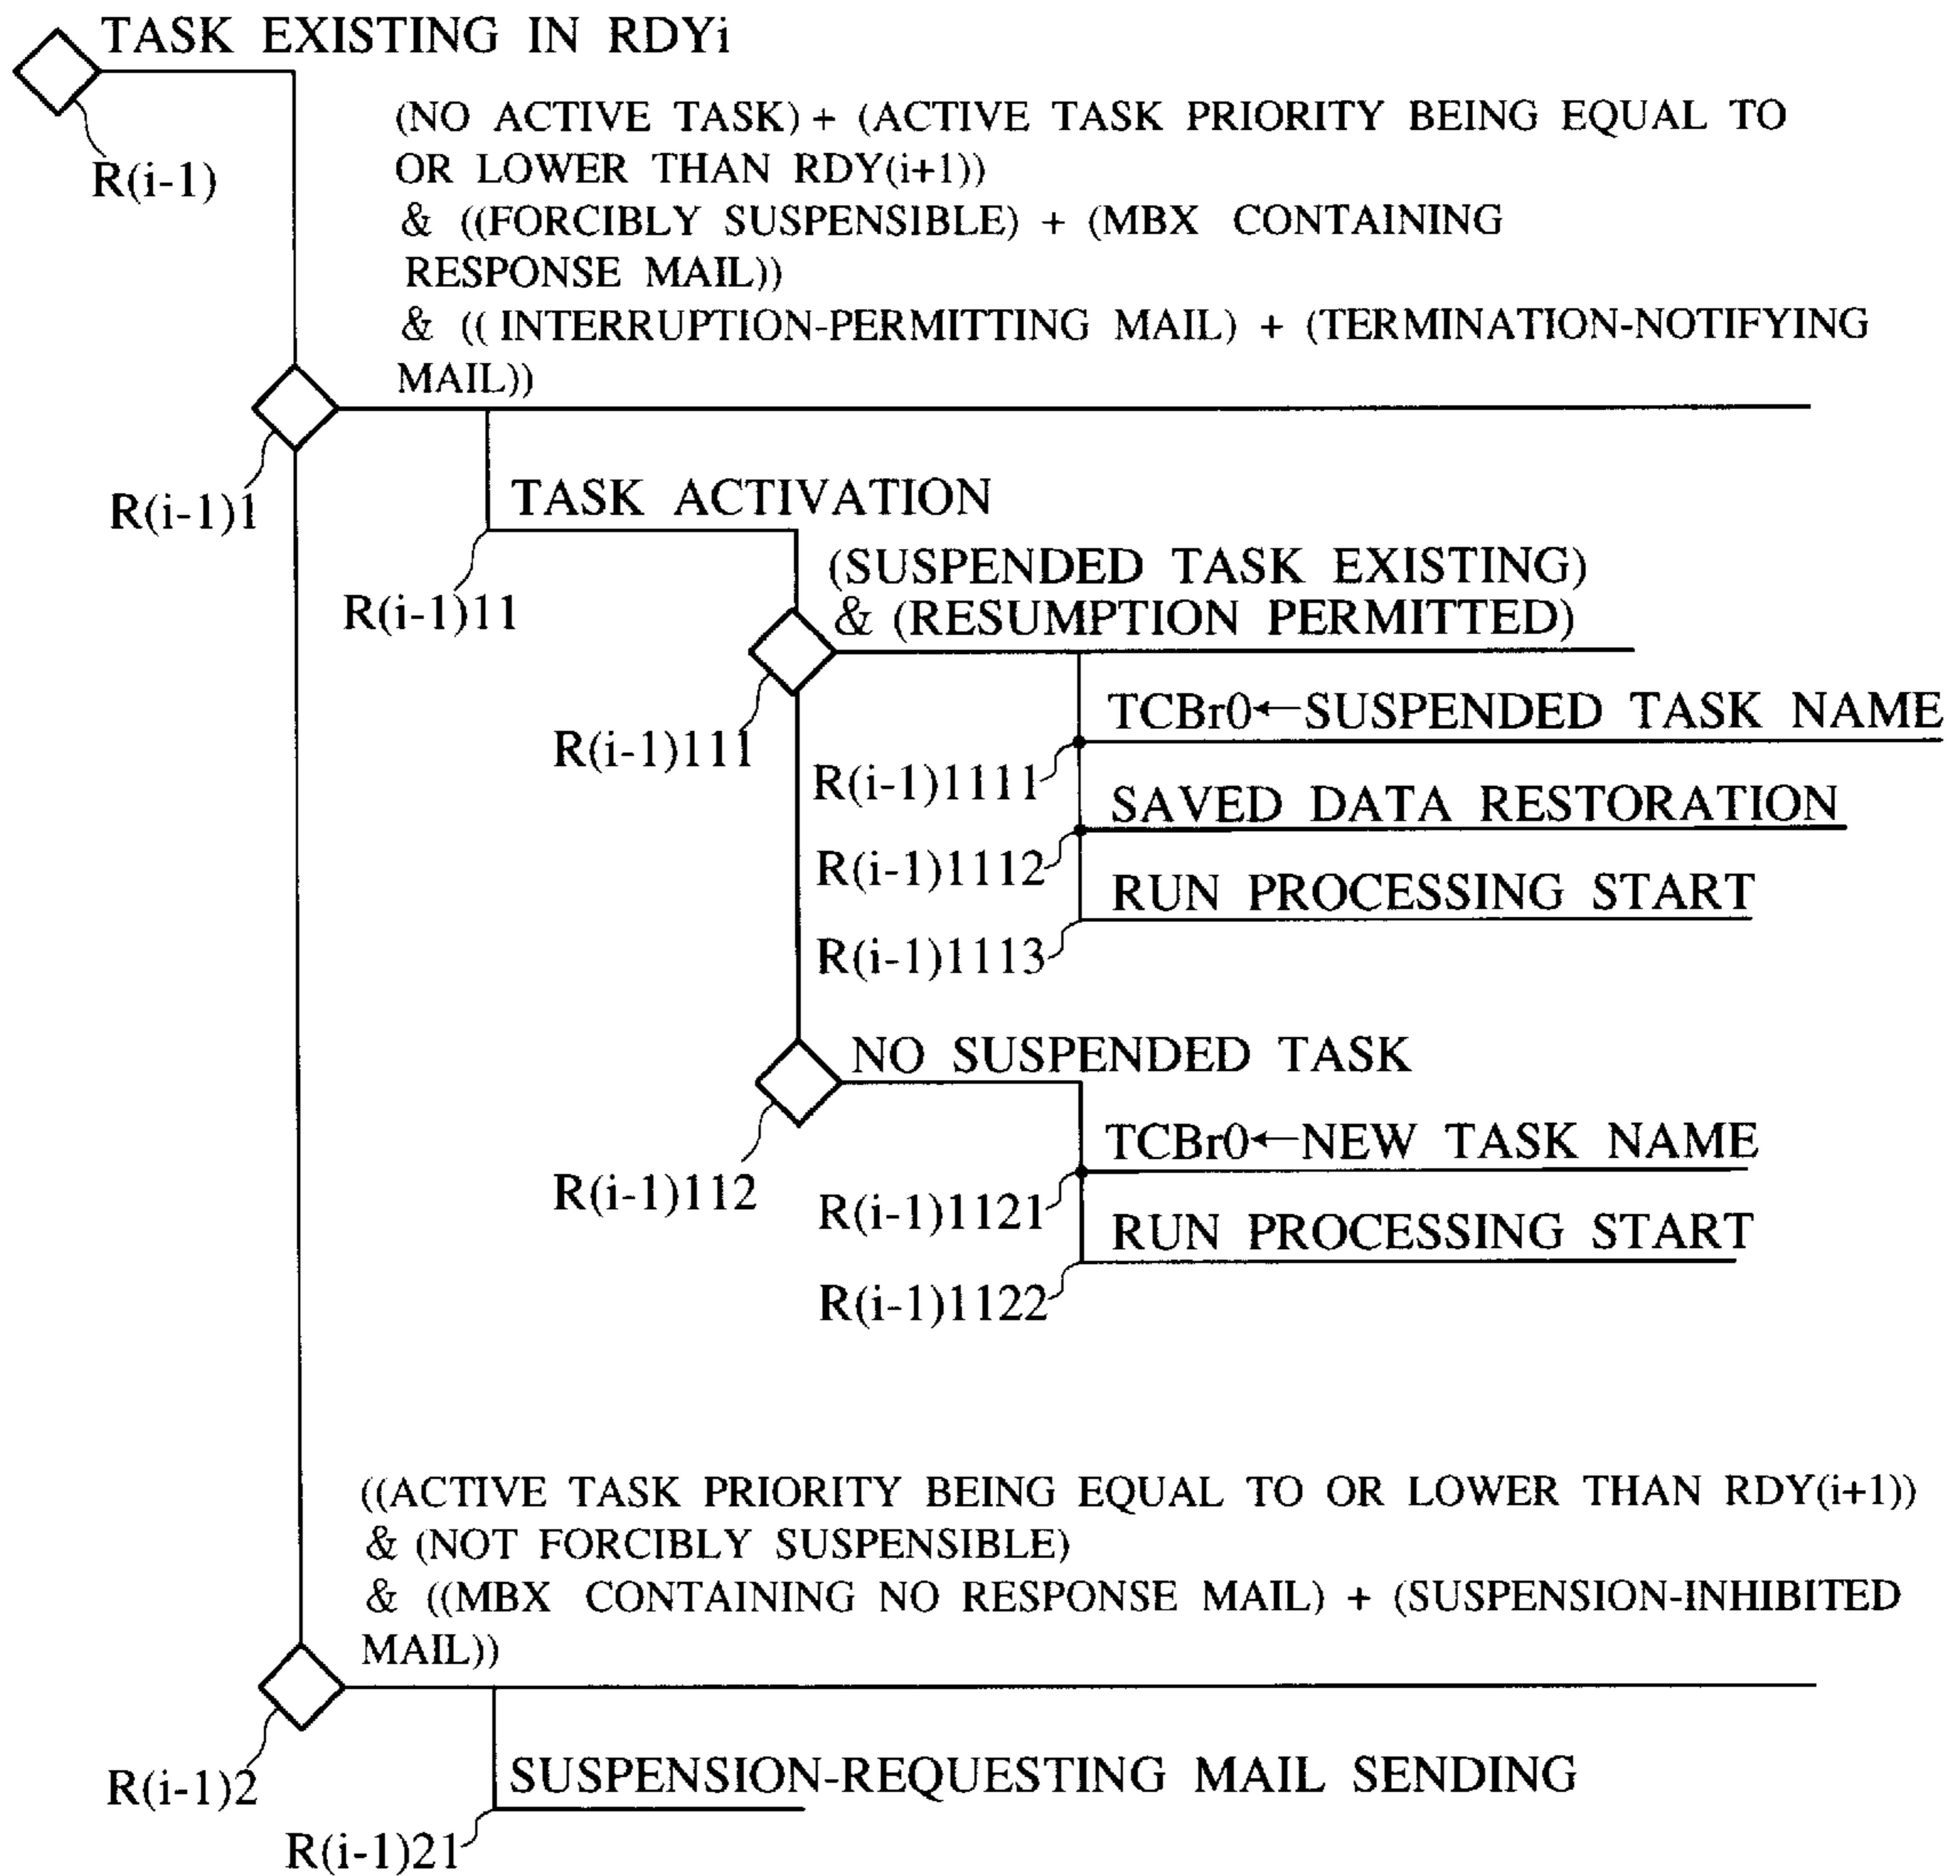 TASK EXISTING IN RDYi
R(i-1)
(NO ACTIVE TASK) + (ACTIVE TASK PRIORITY BEING EQUAL TO
OR LOWER THAN RDY(i+1))
& ((FORCIBLY SUSPENSIBLE) + (MBX CONTAINING
RESPONSE MAIL))
& (( INTERRUPTION-PERMITTING MAIL) + (TERMINATION-NOTIFYING
MAIL))
R(i-1)1
TASK ACTIVATION
R(i-1)11
(SUSPENDED TASK EXISTING)
& (RESUMPTION PERMITTED)
R(i-1)111
TCBr0←SUSPENDED TASK NAME
R(i-1)1111
SAVED DATA RESTORATION
R(i-1)1112
RUN PROCESSING START
R(i-1)1113
NO SUSPENDED TASK
R(i-1)112
TCBr0←NEW TASK NAME
R(i-1)1121
RUN PROCESSING START
R(i-1)1122
((ACTIVE TASK PRIORITY BEING EQUAL TO OR LOWER THAN RDY(i+1))
& (NOT FORCIBLY SUSPENSIBLE)
& ((MBX CONTAINING NO RESPONSE MAIL) + (SUSPENSION-INHIBITED
MAIL))
R(i-1)2
SUSPENSION-REQUESTING MAIL SENDING
R(i-1)21